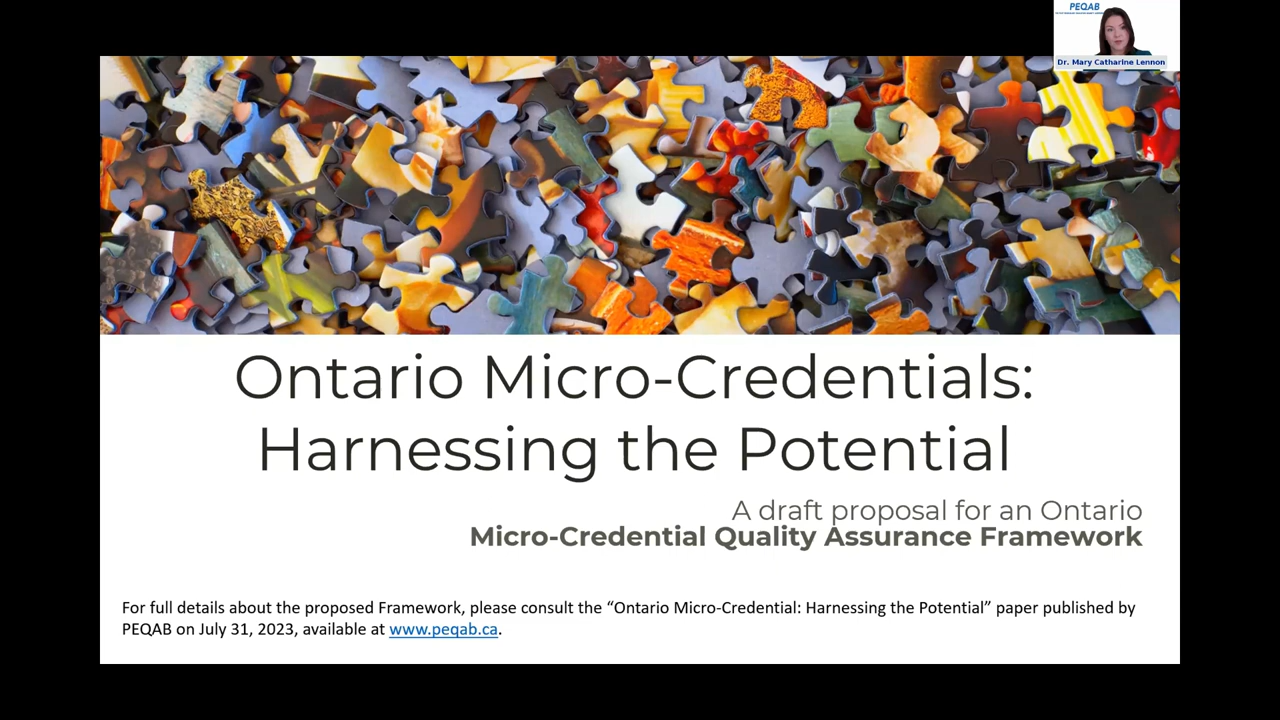 PEQAB
Dr. Mary Catharine Lennon
Ontario Micro-Credentials:
Harnessing the Potential
A draft proposal for an Ontario
Micro-Credential Quality Assurance Framework
For full details about the proposed Framework, please consult the “Ontario Micro-Credential: Harnessing the Potential” paper published by
PEQAB on July 31, 2023, available at www.peqab.ca.